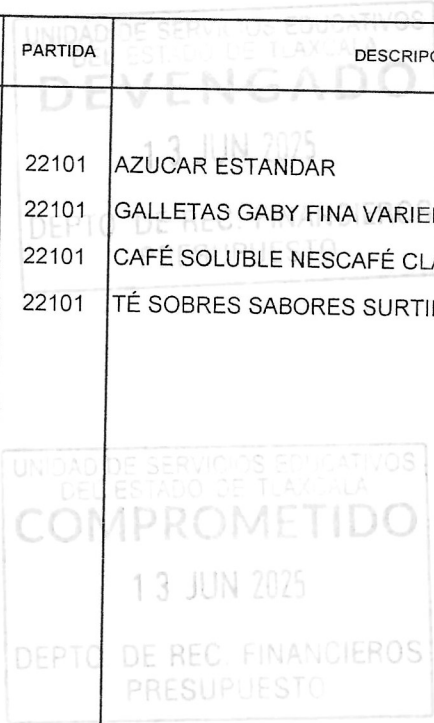 UNIDAD DE SERVICIOS EDUCATIVOS
DEL ESTADO DE TLAXCALA
PARTIDA DESCRIPC
DEVENGADO
13 JUN 2025
22101 AZUCAR ESTANDAR
22101 GALLETAS GABY FINA VARIE
DEPTO DE REC. FINANCIEROS
22101 CAFÉ SOLUBLE NESCAFÉ CLA
PRESUPUESTO
22101 TÉ SOBRES SABORES SURTI
UNIDAD DE SERVICIOS EDUCATIVOS
DEL ESTADO DE TLAXCALA
COMPROMETIDO
13 JUN 2025
DEPTO DE REC. FINANCIEROS
PRESUPUESTO